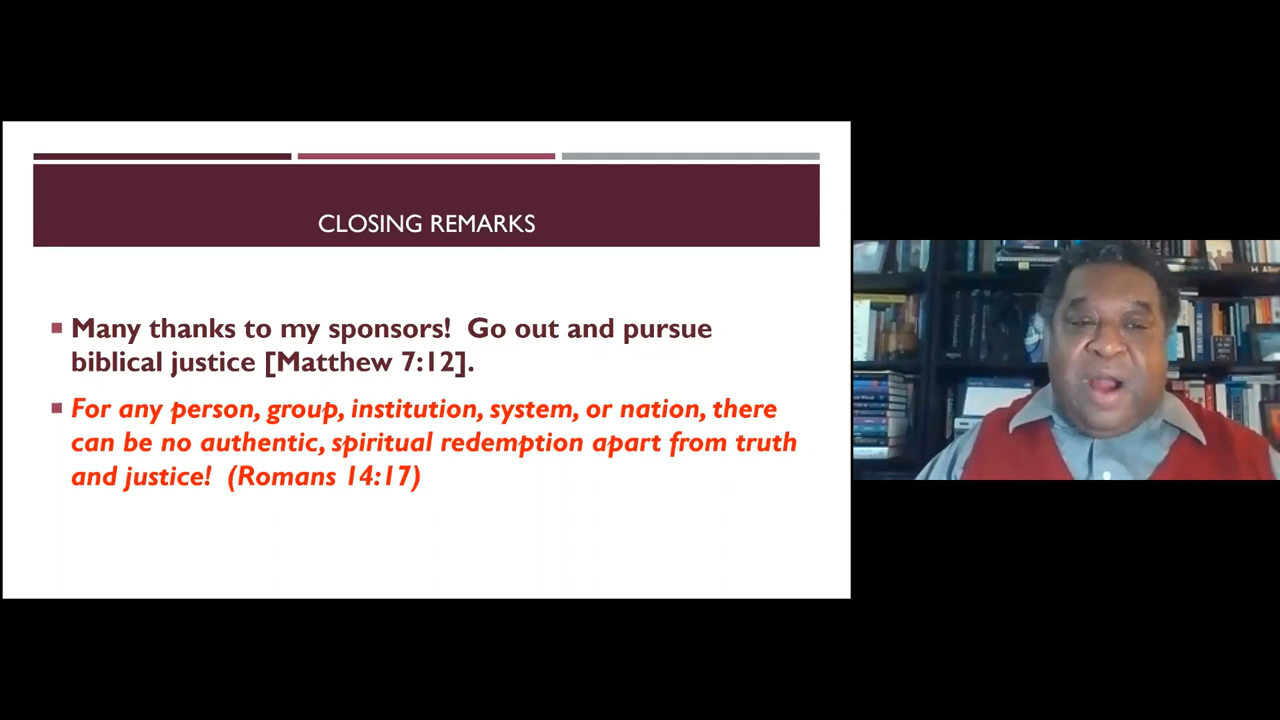 CLOSING REMARKS
Many thanks to my sponsors!  Go out and pursue
biblical justice [Matthew 7:12].
For any person, group, institution, system, or nation, there
can be no authentic, spiritual redemption apart from truth
and justice!  (Romans 14:17)